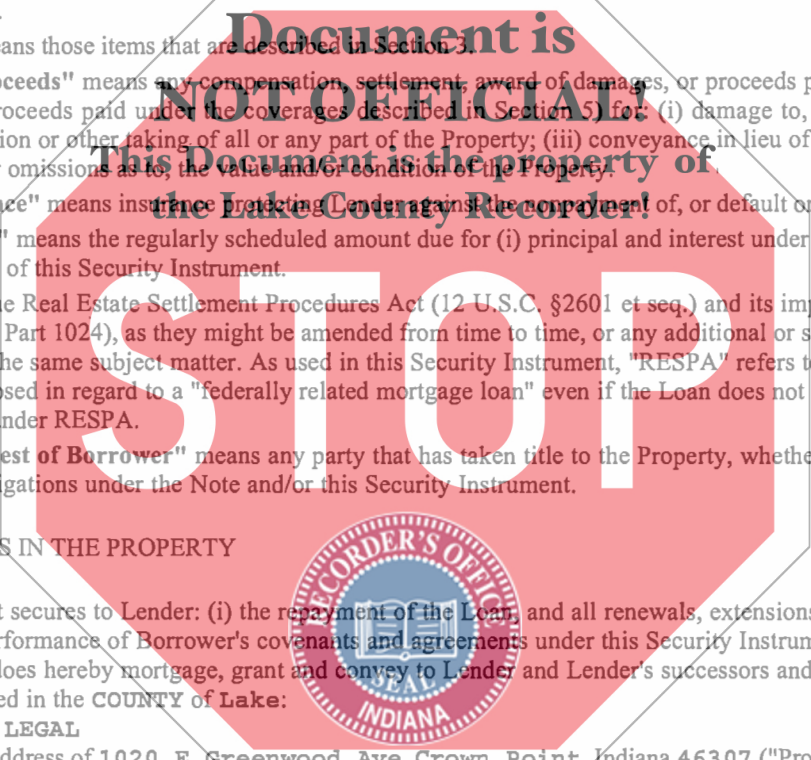 Document is
eans those items that are described in Section 3.
ceeds" means any compensation, settlement, award of damages, or proceeds p
NOT OFFICIAL!
roceeds paid under the coverages described in Section 5) for: (i) damage to,
ion or other taking of all or any part of the Property; (iii) conveyance in lieu of
This Document is the property of
omissions as to, the value and/or condition of the Property.
the Lake County Recorder!
ce" means insurance protecting Lender against the nonpayment of, or default or
" means the regularly scheduled amount due for (i) principal and interest under
of this Security Instrument.
e Real Estate Settlement Procedures Act (12 U.S.C. §2601 et seq.) and its im
Part 1024), as they might be amended from time to time, or any additional or s
he same subject matter. As used in this Security Instrument, "RESPA" refers t
osed in regard to a "federally related mortgage loan" even if the Loan does not
nder RESPA.
STOP
est of Borrower" means any party that has taken title to the Property, whethe
igations under the Note and/or this Security Instrument.
S IN THE PROPERTY
RECORDER'S OFFICE
t secures to Lender: (i) the repayment of the Loan, and all renewals, extensions
rformance of Borrower's covenants and agreements under this Security Instrum
does hereby mortgage, grant and convey to Lender and Lender's successors and
SEAL
ed in the COUNTY of Lake:
INDIANA
LEGAL
ddress of 1020 E Greenwood Ave Crown Point, Indiana 46307 ("Pro